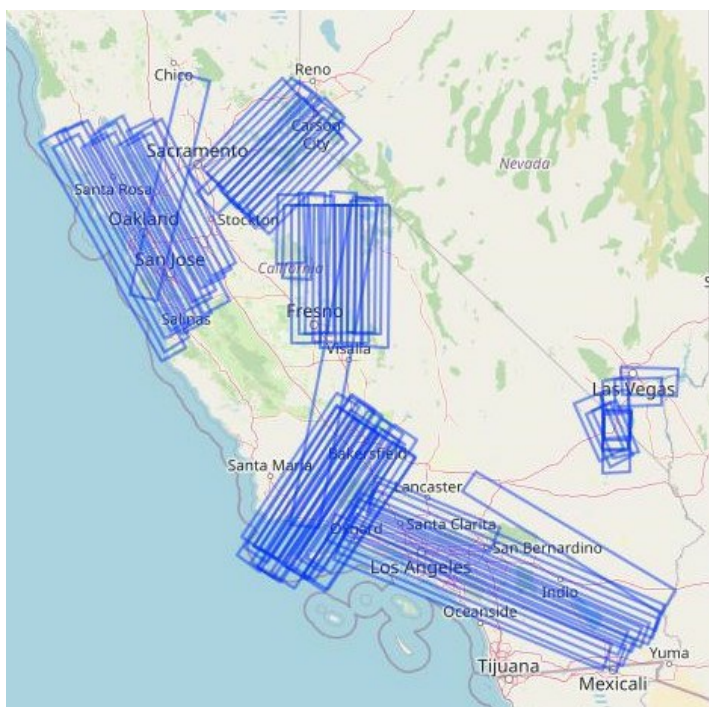 Chico
Reno
Carson
City
Sacramento
Nevada
Santa Rosa
Oakland
Stockton
San Jose
California
Salinas
Fresno
Visalia
Las Vegas
Bakersfield
Santa Maria
Lancaster
Oxnard
Santa Clarita
San Bernardino
Los Angeles
Indio
Oceanside
Yuma
Tijuana
Mexicali